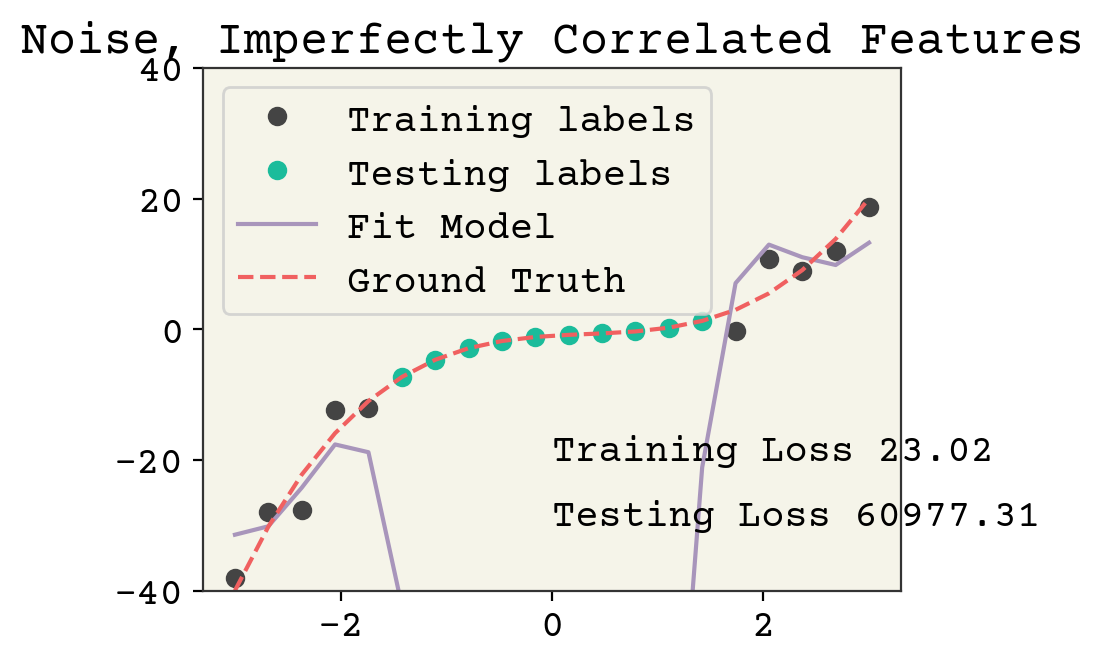 Noise, Imperfectly Correlated Features
40
20
0
−20
−40
Training labels
Testing labels
Fit Model
Ground Truth
Training Loss 23.02
Testing Loss 60977.31
−2
0
2